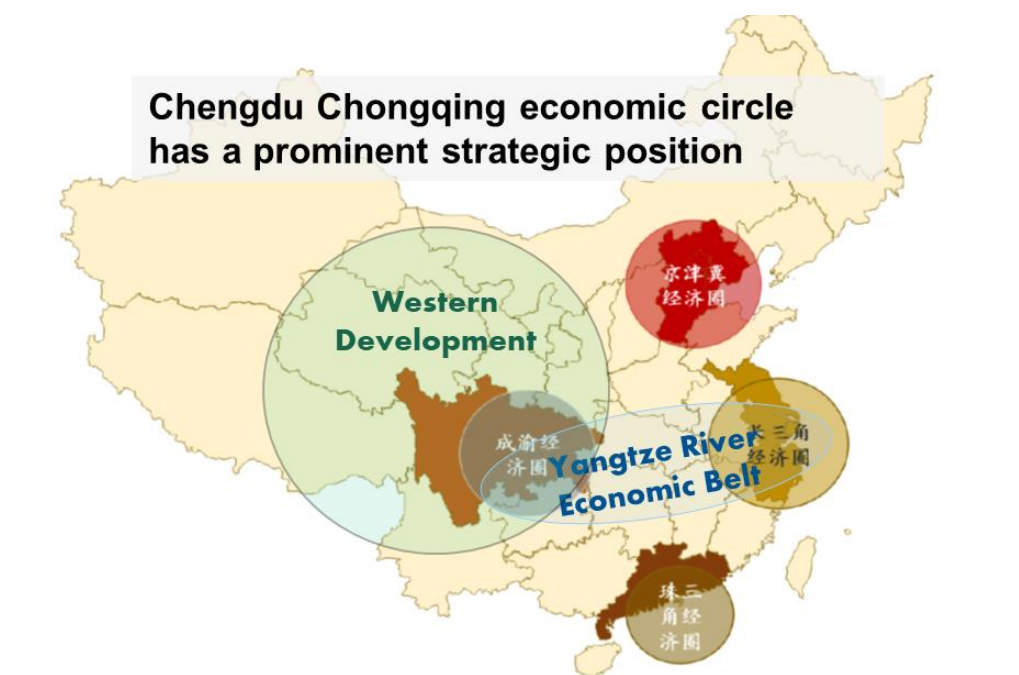 Chengdu Chongqing economic circle
has a prominent strategic position
京津冀
经济圈
Western
Development
成渝经
济圈
Yangtze River
Economic Belt
长三角
经济圈
珠三
角经
济圈